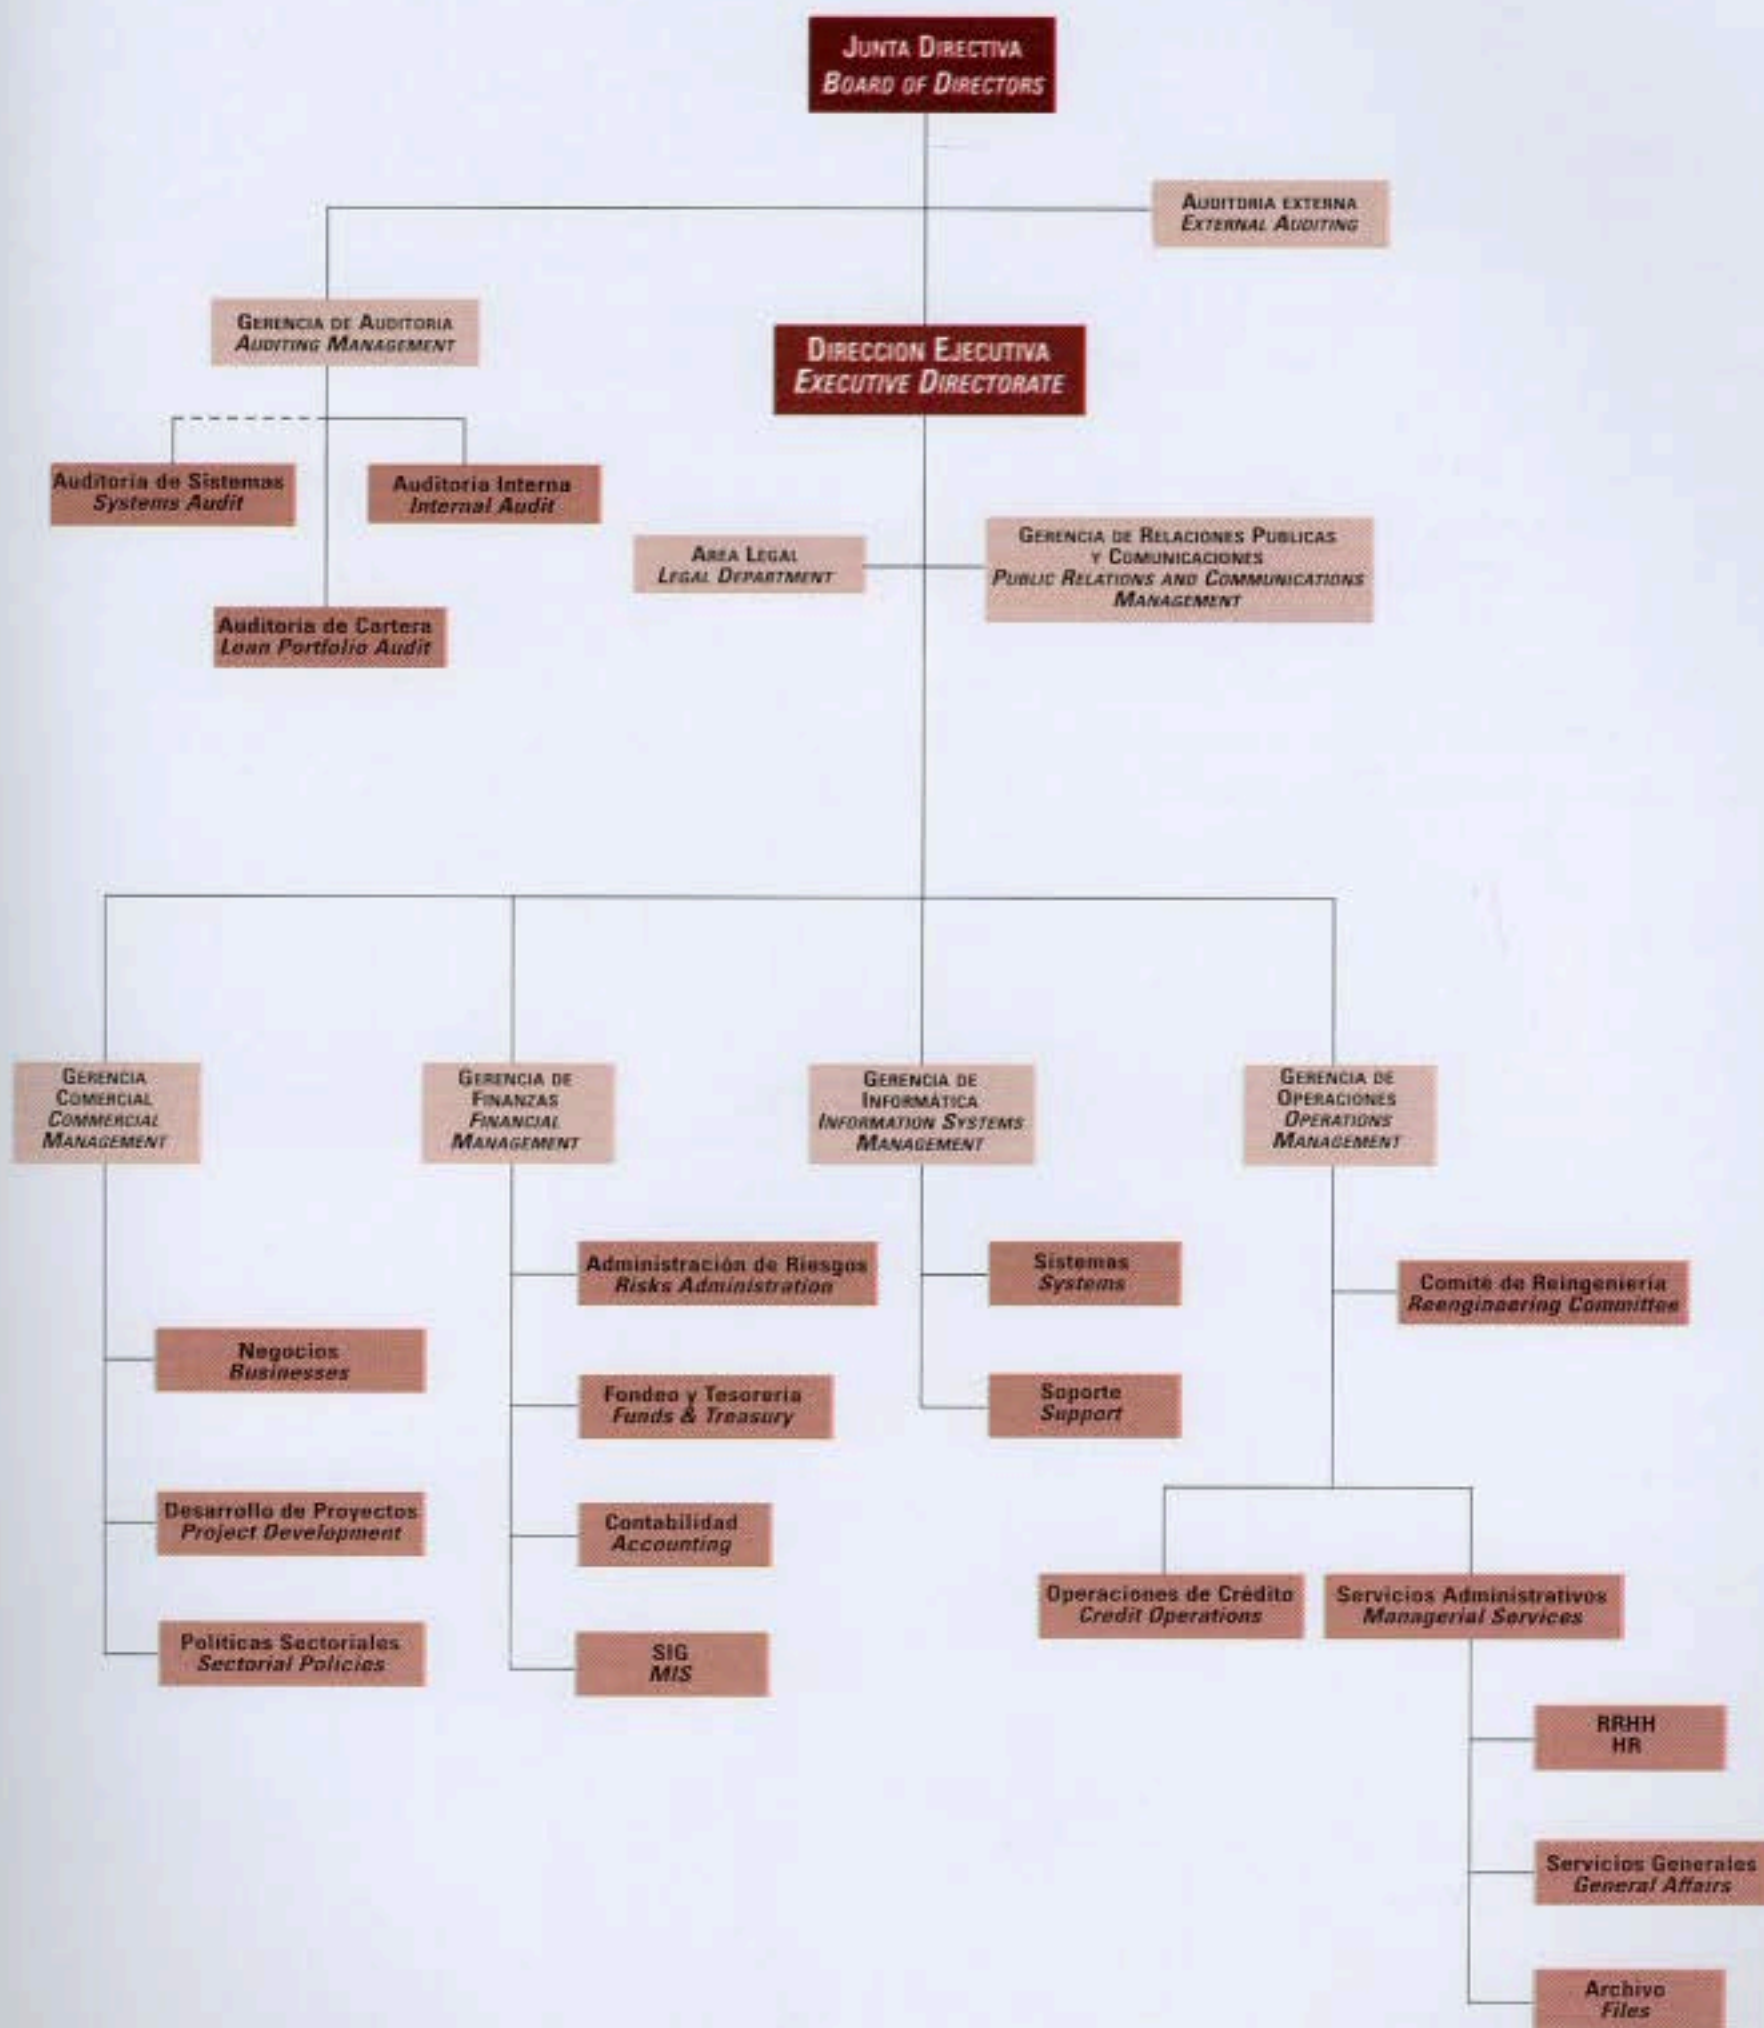 JUNTA DIRECTIVA
BOARD OF DIRECTORS
AUDITORIA EXTERNA
EXTERNAL AUDITING
GERENCIA DE AUDITORIA
AUDITING MANAGEMENT
DIRECCION EJECUTIVA
EXECUTIVE DIRECTORATE
Auditoria de Sistemas
Systems Audit
Auditoria Interna
Internal Audit
AREA LEGAL
LEGAL DEPARTMENT
GERENCIA DE RELACIONES PUBLICAS
Y COMUNICACIONES
PUBLIC RELATIONS AND COMMUNICATIONS
MANAGEMENT
Auditoria de Cartera
Loan Portfolio Audit
GERENCIA
COMERCIAL
COMMERCIAL
MANAGEMENT
GERENCIA DE
FINANZAS
FINANCIAL
MANAGEMENT
GERENCIA DE
INFORMÁTICA
INFORMATION SYSTEMS
MANAGEMENT
GERENCIA DE
OPERACIONES
OPERATIONS
MANAGEMENT
Administración de Riesgos
Risks Administration
Sistemas
Systems
Comité de Reingeniería
Reengineering Committee
Negocios
Businesses
Fondeo y Tesorería
Funds & Treasury
Soporte
Support
Desarrollo de Proyectos
Project Development
Contabilidad
Accounting
Operaciones de Crédito
Credit Operations
Servicios Administrativos
Managerial Services
Políticas Sectoriales
Sectorial Policies
SIG
MIS
RRHH
HR
Servicios Generales
General Affairs
Archivo
Files